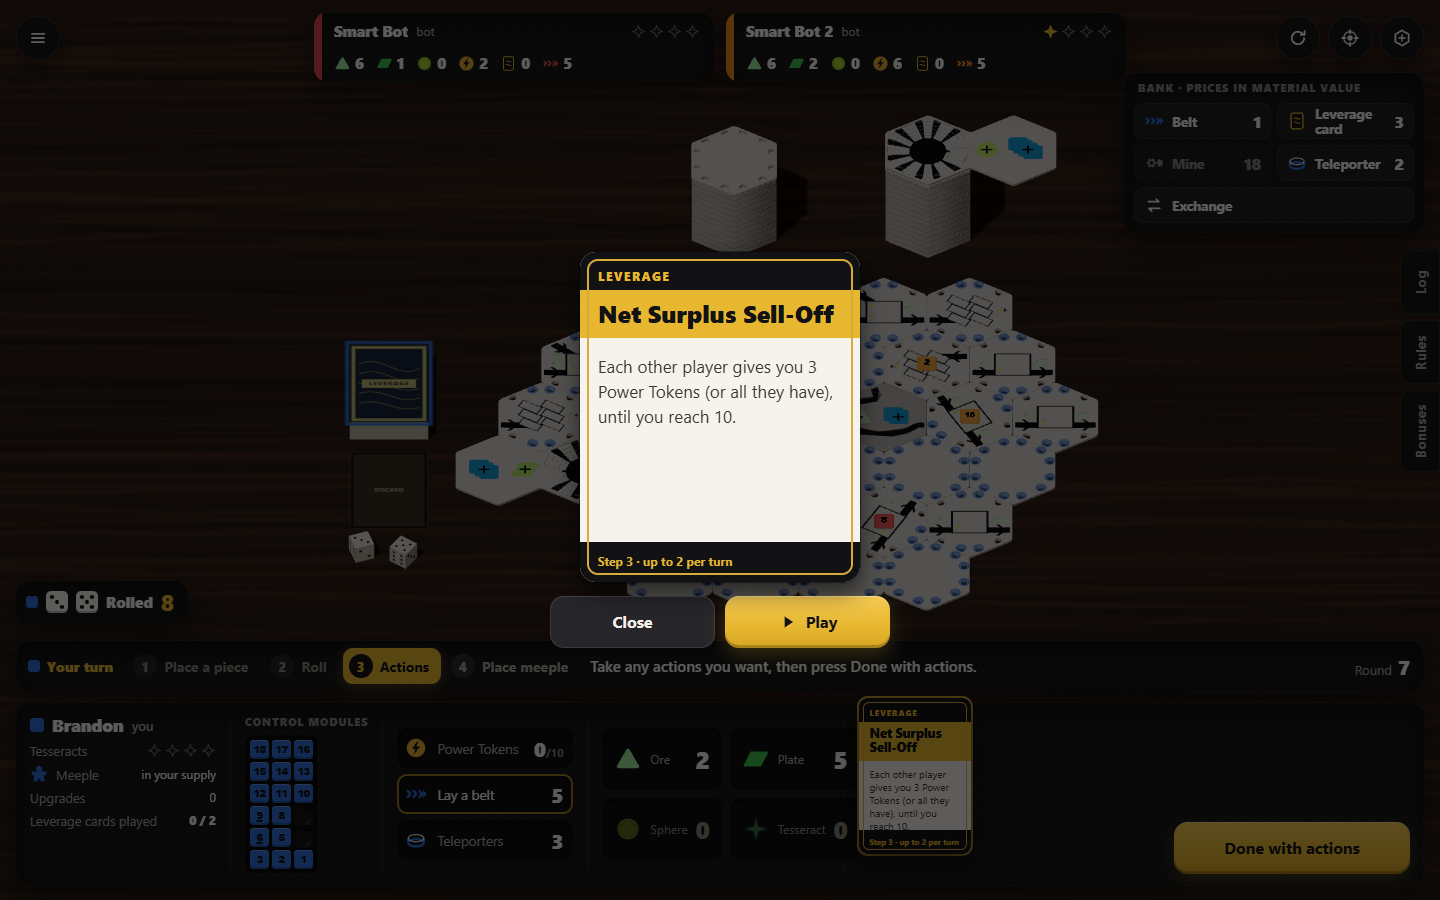 Smart Bot bot
6 1 0 2 0 5
Smart Bot 2 bot
6 2 0 6 0 5
BANK · PRICES IN MATERIAL VALUE
Belt 1
Leverage card 3
Mine 18
Teleporter 2
Exchange
Log
Rules
Bonuses
LEVERAGE
DISCARD
2
10
8
LEVERAGE
Net Surplus Sell-Off
Each other player gives you 3
Power Tokens (or all they have),
until you reach 10.
Step 3 · up to 2 per turn
Close
Play
Rolled 8
Your turn 1 Place a piece 2 Roll 3 Actions 4 Place meeple Take any actions you want, then press Done with actions. Round 7
Brandon you
Tesseracts
Meeple in your supply
Upgrades 0
Leverage cards played 0 / 2
CONTROL MODULES
18 17 16
15 14 13
12 11 10
9 8
6 5
3 2 1
Power Tokens 0/10
Lay a belt 5
Teleporters 3
Ore 2
Plate 5
Sphere 0
Tesseract 0
LEVERAGE
Net Surplus
Sell-Off
Each other player
gives you 3 Power
Tokens (or all they
have), until you
reach 10.
Step 3 · up to 2 per turn
Done with actions